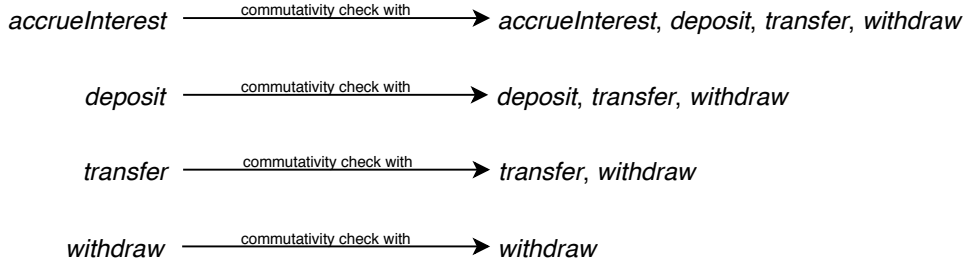 accrueInterest commutativity check with accrueInterest, deposit, transfer, withdraw
deposit commutativity check with deposit, transfer, withdraw
transfer commutativity check with transfer, withdraw
withdraw commutativity check with withdraw